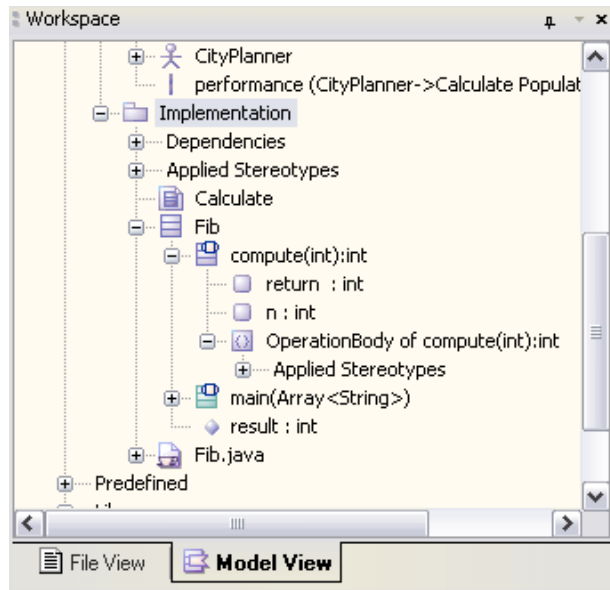 Workspace
CityPlanner
performance (CityPlanner->Calculate Populat
Implementation
Dependencies
Applied Stereotypes
Calculate
Fib
compute(int):int
return : int
n : int
OperationBody of compute(int):int
Applied Stereotypes
main(Array<String>)
result : int
Fib.java
Predefined
File View Model View